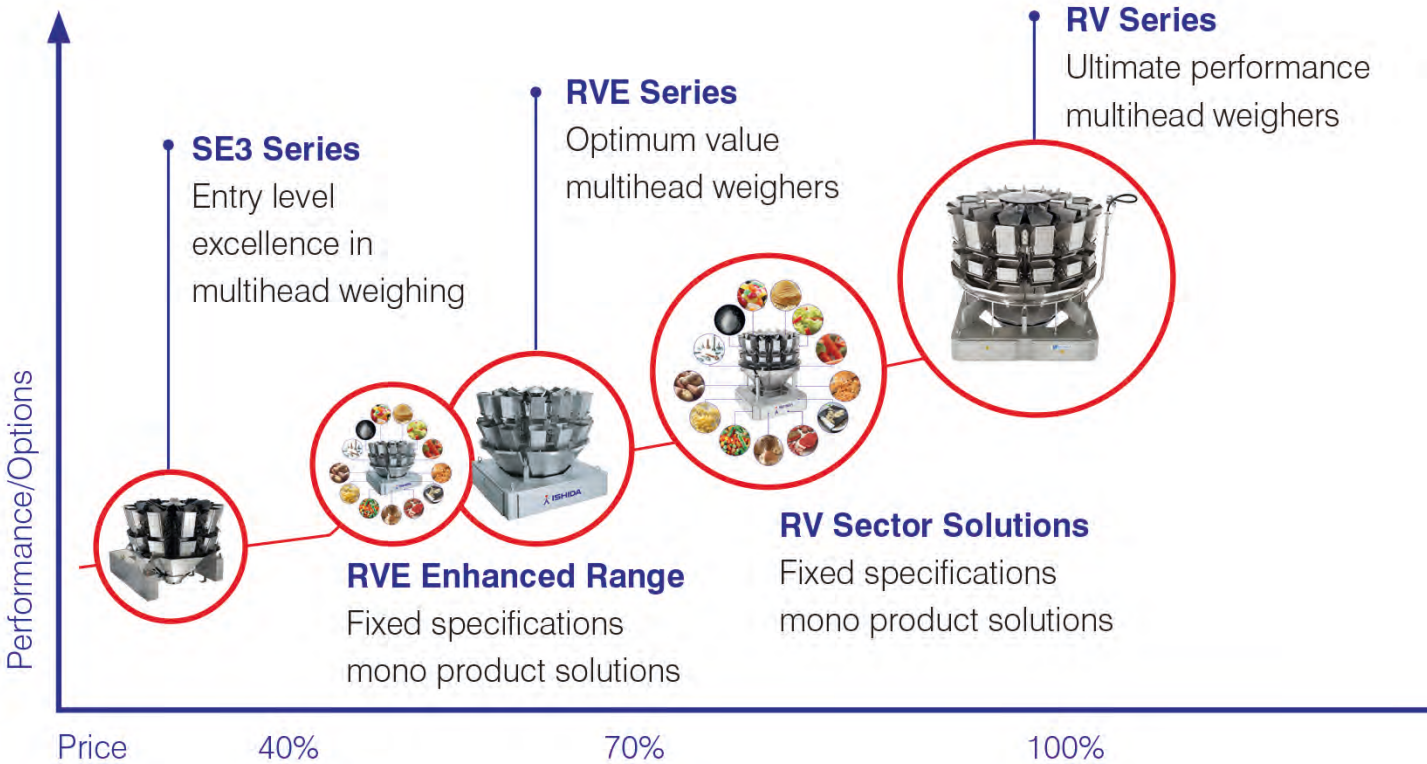 RV Series
Ultimate performance
multihead weighers
RVE Series
Optimum value
multihead weighers
SE3 Series
Entry level
excellence in
multihead weighing
ISHIDA
RVE Enhanced Range
Fixed specifications
mono product solutions
RV Sector Solutions
Fixed specifications
mono product solutions
Performance/Options
Price 40% 70% 100%